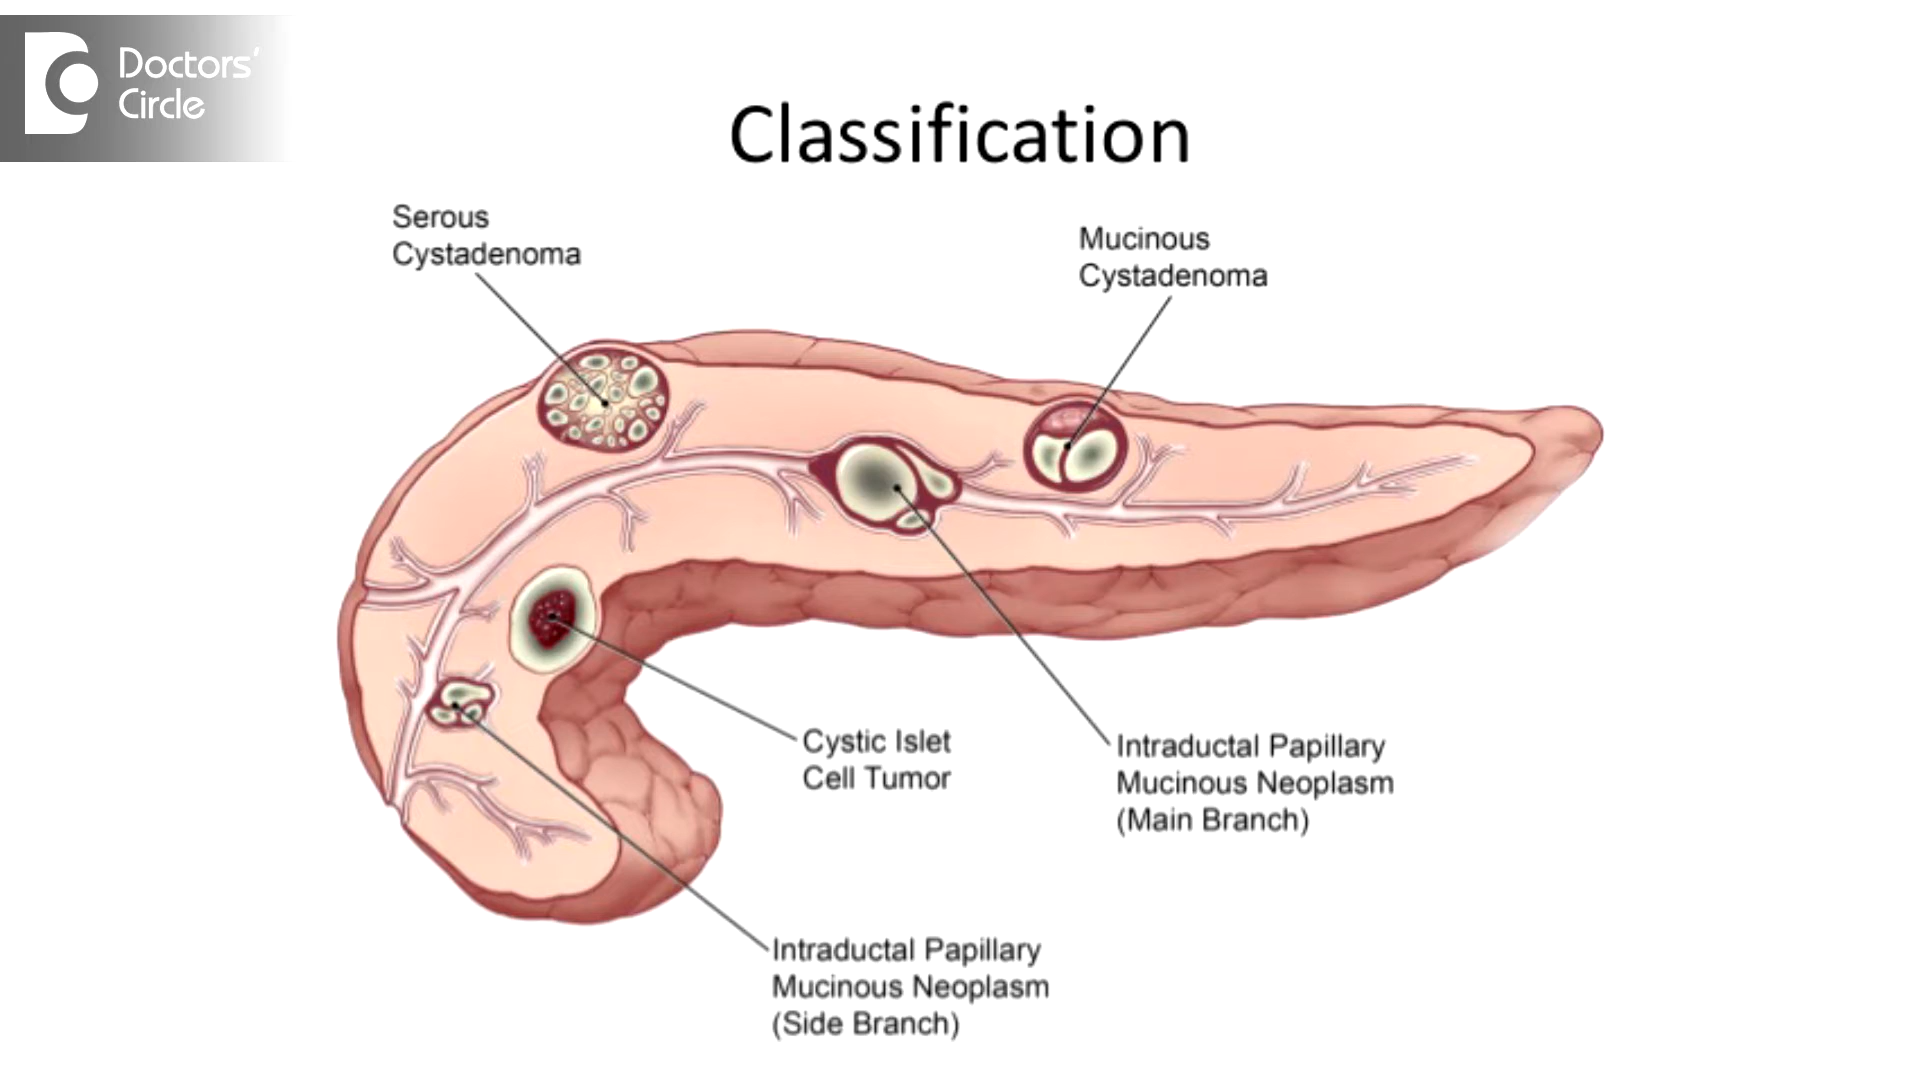 Doctors'
Circle
Classification
Serous
Cystadenoma
Mucinous
Cystadenoma
Cystic Islet
Cell Tumor
Intraductal Papillary
Mucinous Neoplasm
(Main Branch)
Intraductal Papillary
Mucinous Neoplasm
(Side Branch)